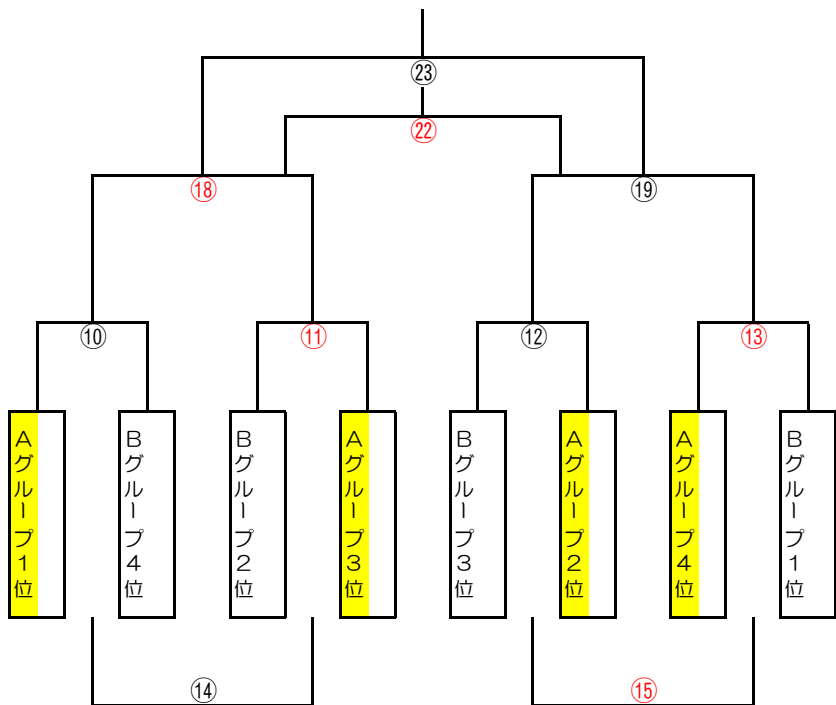 ㉓
㉒
⑱
⑲
⑩
⑪
⑫
⑬
Aグループ1位
Bグループ4位
Bグループ2位
Aグループ3位
Bグループ3位
Aグループ2位
Aグループ4位
Bグループ1位
⑭
⑮